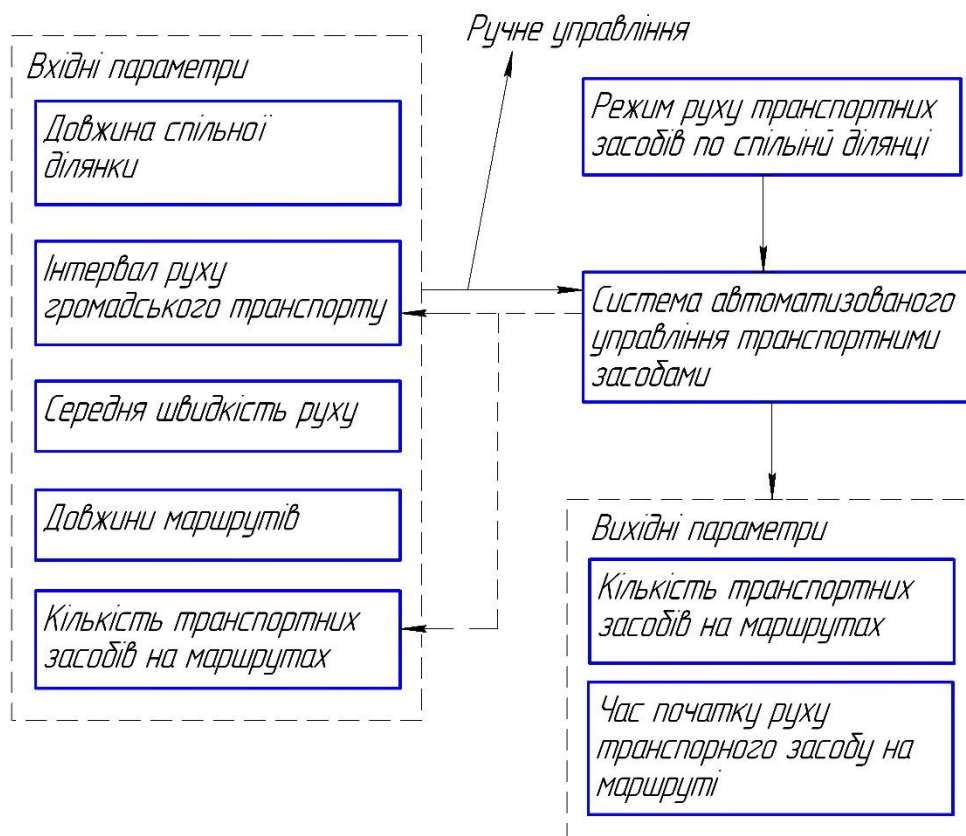 Ручне управління
Вхідні параметри
Довжина спільної
ділянки
Інтервал руху
громадського транспорту
Середня швидкість руху
Довжини маршрутів
Кількість транспортних
засобів на маршрутах
Режим руху транспортних
засобів по спільінй ділянці
Система автоматизованого
управління транспортними
засобами
Вихідні параметри
Кількість транспортних
засобів на маршрутах
Час початку руху
транспорного засобу на
маршруті